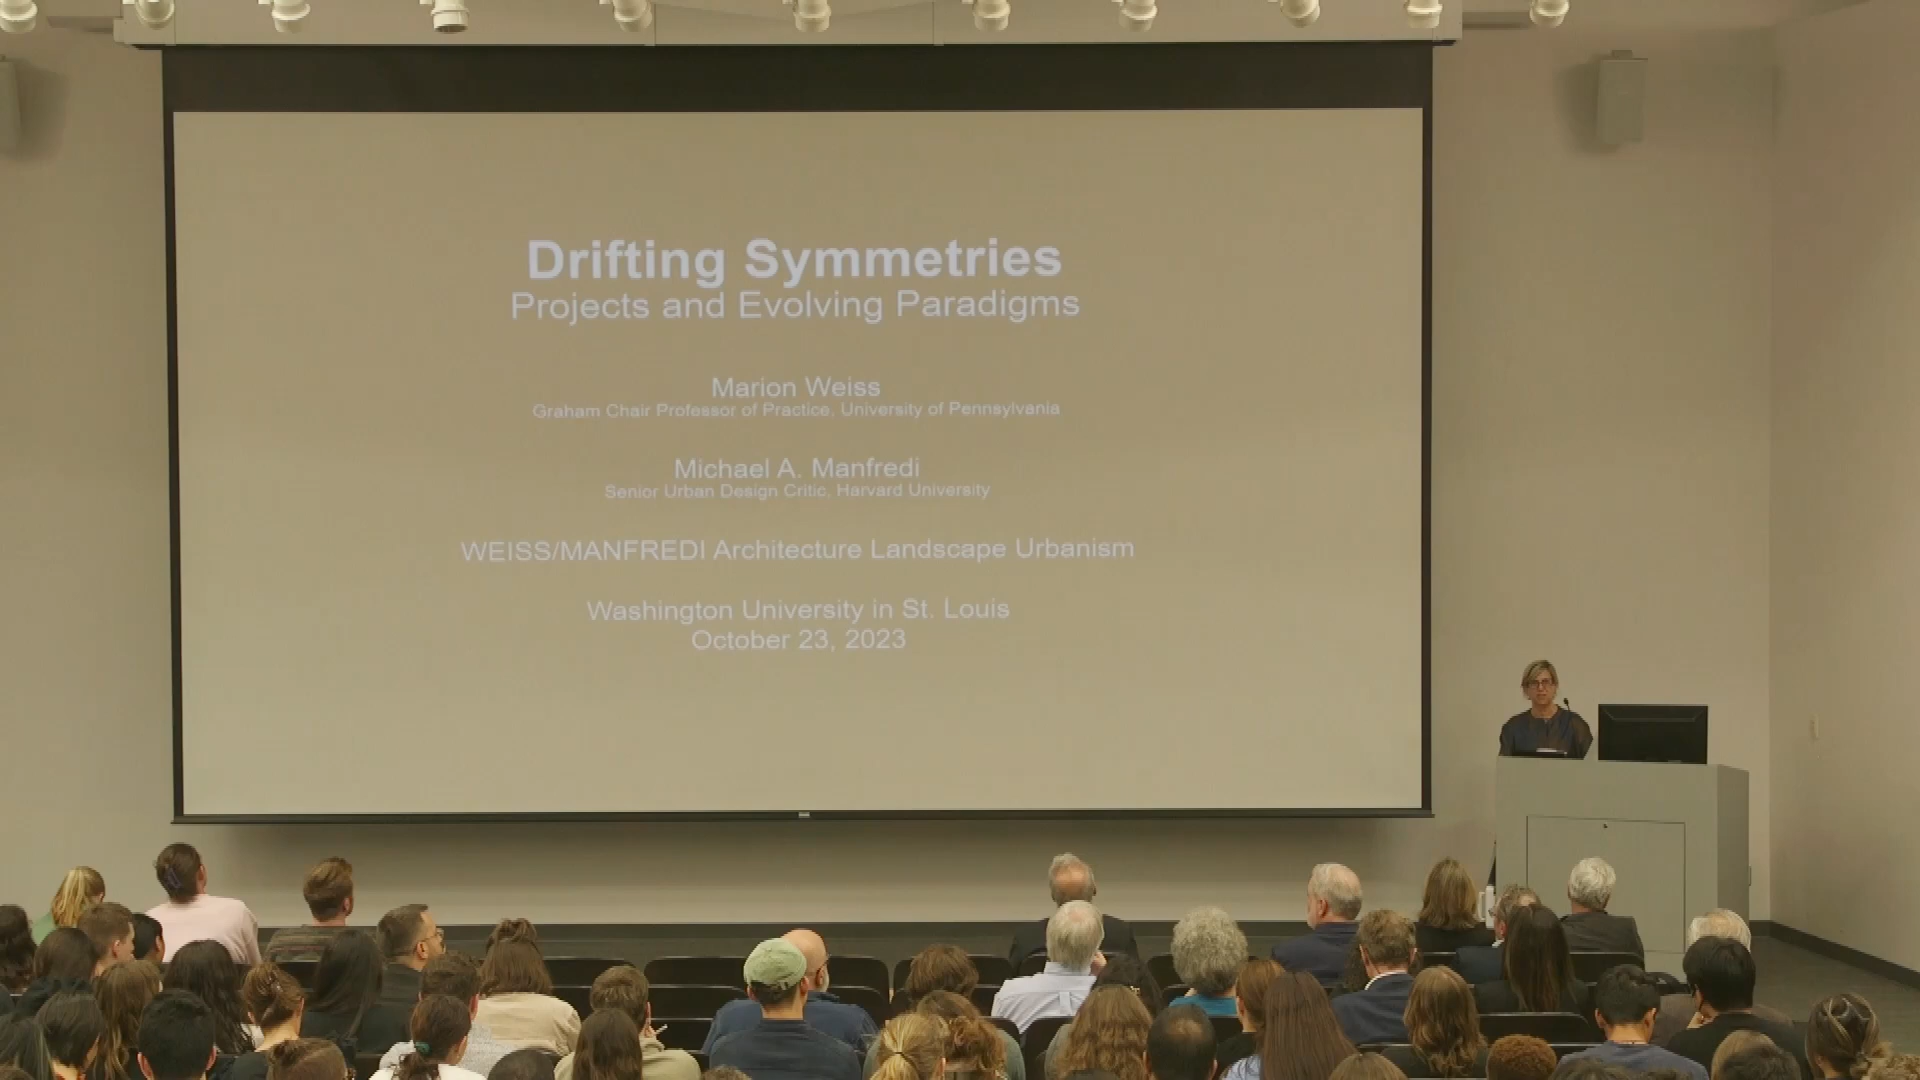 Drifting Symmetries
Projects and Evolving Paradigms
Marion Weiss
Graham Chair Professor of Practice, University of Pennsylvania
Michael A. Manfredi
Senior Urban Design Critic, Harvard University
WEISS/MANFREDI Architecture Landscape Urbanism
Washington University in St. Louis
October 23, 2023